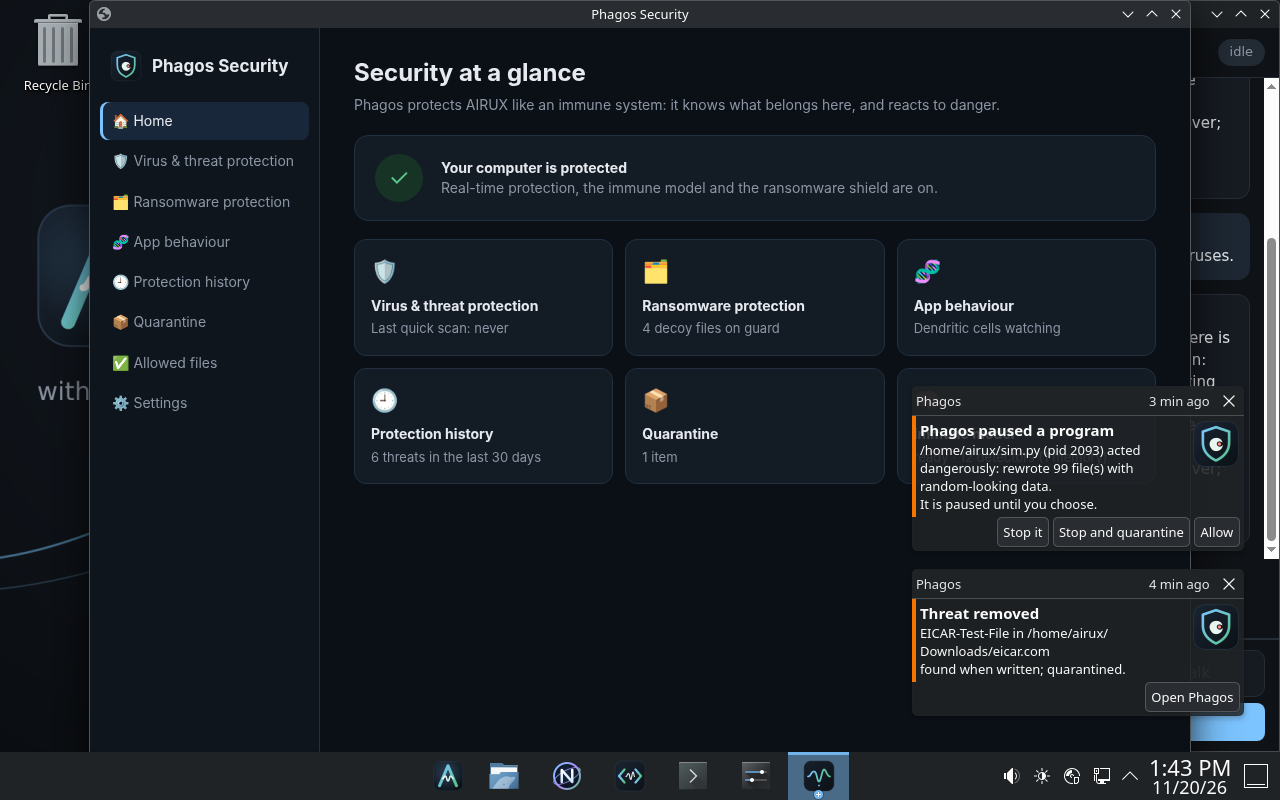 Phagos Security
Recycle Bin
idle
Phagos Security
Home
Virus & threat protection
Ransomware protection
App behaviour
Protection history
Quarantine
Allowed files
Settings
Security at a glance
Phagos protects AIRUX like an immune system: it knows what belongs here, and reacts to danger.
Your computer is protected
Real-time protection, the immune model and the ransomware shield are on.
Virus & threat protection
Last quick scan: never
Ransomware protection
4 decoy files on guard
App behaviour
Dendritic cells watching
Protection history
6 threats in the last 30 days
Quarantine
1 item
with
ver;
ruses.
ere is
n:
ing
Phagos
3 min ago
Phagos paused a program
/home/airux/sim.py (pid 2093) acted
dangerously: rewrote 99 file(s) with
random-looking data.
It is paused until you choose.
Stop it
Stop and quarantine
Allow
Phagos
4 min ago
Threat removed
EICAR-Test-File in /home/airux/
Downloads/eicar.com
found when written; quarantined.
Open Phagos
1:43 PM
11/20/26